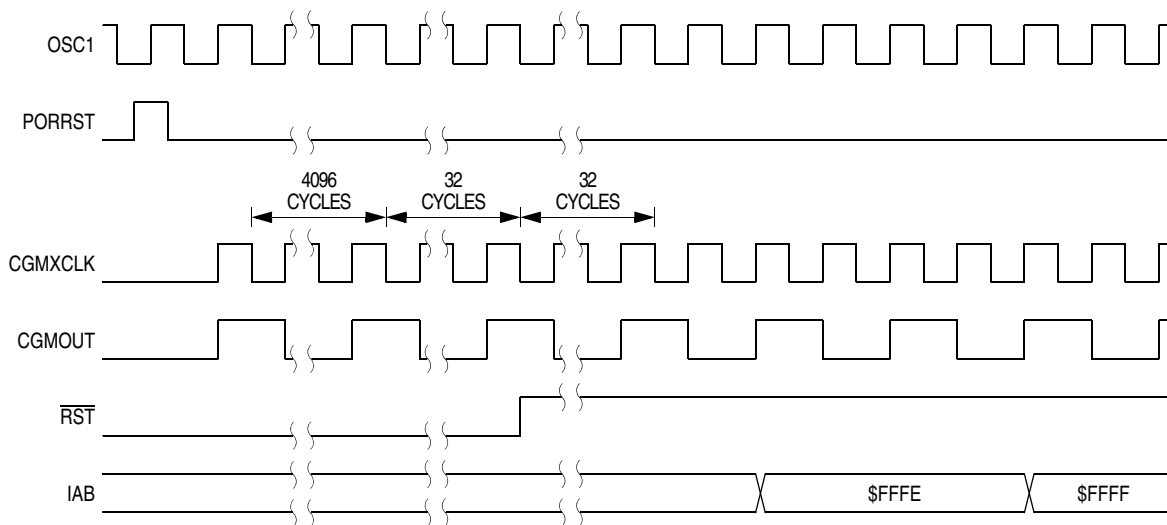 OSC1
PORRST
4096
CYCLES
32
CYCLES
32
CYCLES
CGMXCLK
CGMOUT
RST
IAB
$FFFE
$FFFF